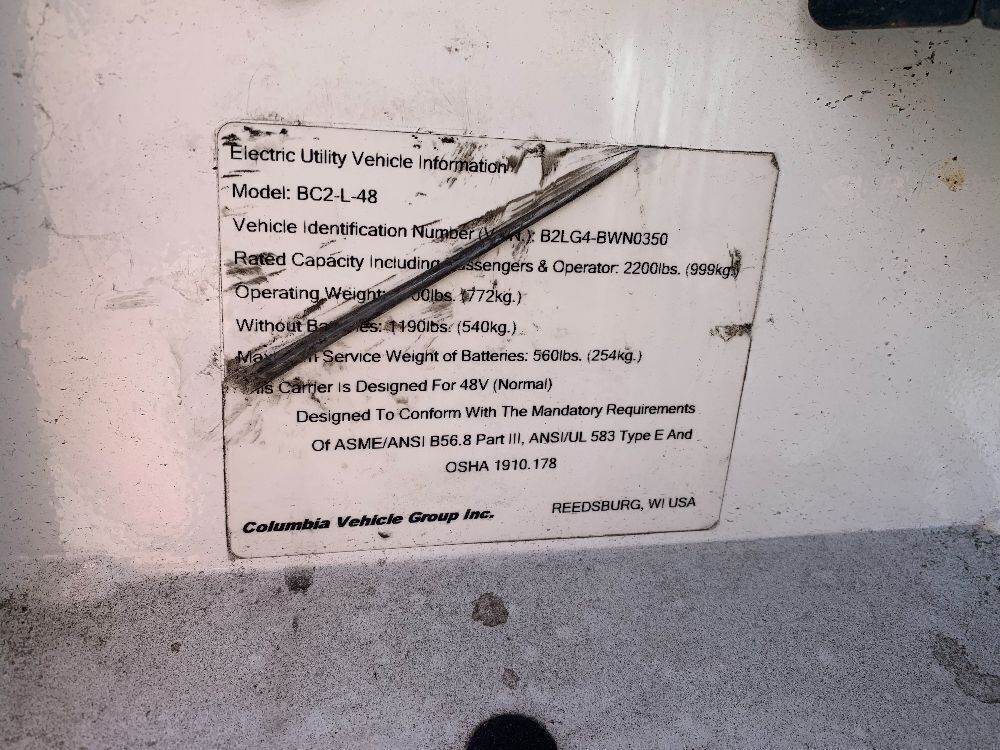 Electric Utility Vehicle Information
Model: BC2-L-48
Vehicle Identification Number (V.I.N.): B2LG4-BWN0350
Rated Capacity Including Passengers & Operator: 2200lbs. (999kg.)
Operating Weight: (772kg.)
Without Batteries: 1190lbs. (540kg.)
Maximum Service Weight of Batteries: 560lbs. (254kg.)
This Carrier Is Designed For 48V (Normal)
Designed To Conform With The Mandatory Requirements
Of ASME/ANSI B56.8 Part III, ANSI/UL 583 Type E And
OSHA 1910.178
Columbia Vehicle Group Inc. REEDSBURG, WI USA